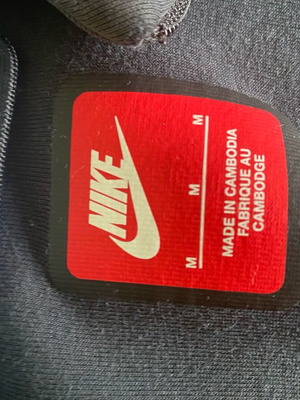 NIKE
M M M
MADE IN CAMBODIA
FABRIQUE AU
CAMBODGE